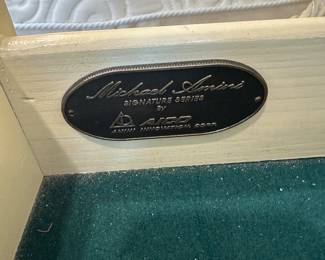 Michael Amini
SIGNATURE SERIES
by
AICO
AMINI INNOVATION CORP.